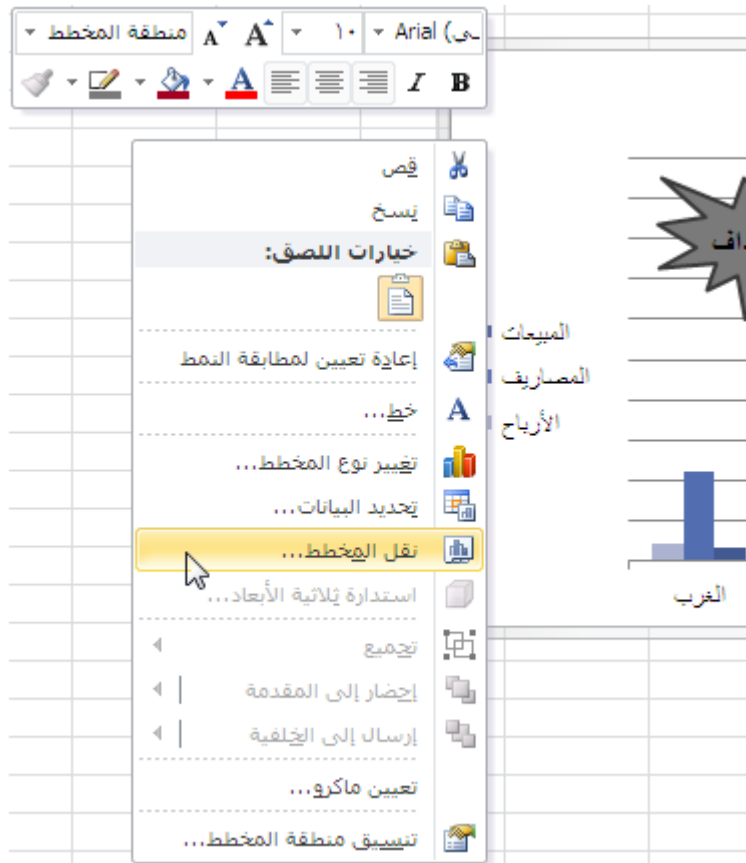 Arial (ـى) ١٠ A A منطقة المخطط
B I A
قص
نسخ
خيارات اللصق:
إعادة تعيين لمطابقة النمط
خط...
تغيير نوع المخطط...
تحديد البيانات...
نقل المخطط...
استدارة ثلاثية الأبعاد...
تجميع
إحضار إلى المقدمة
إرسال إلى الخلفية
تعيين ماكرو...
تنسيق منطقة المخطط...
المبيعات
المصاريف
الأرباح
الغرب